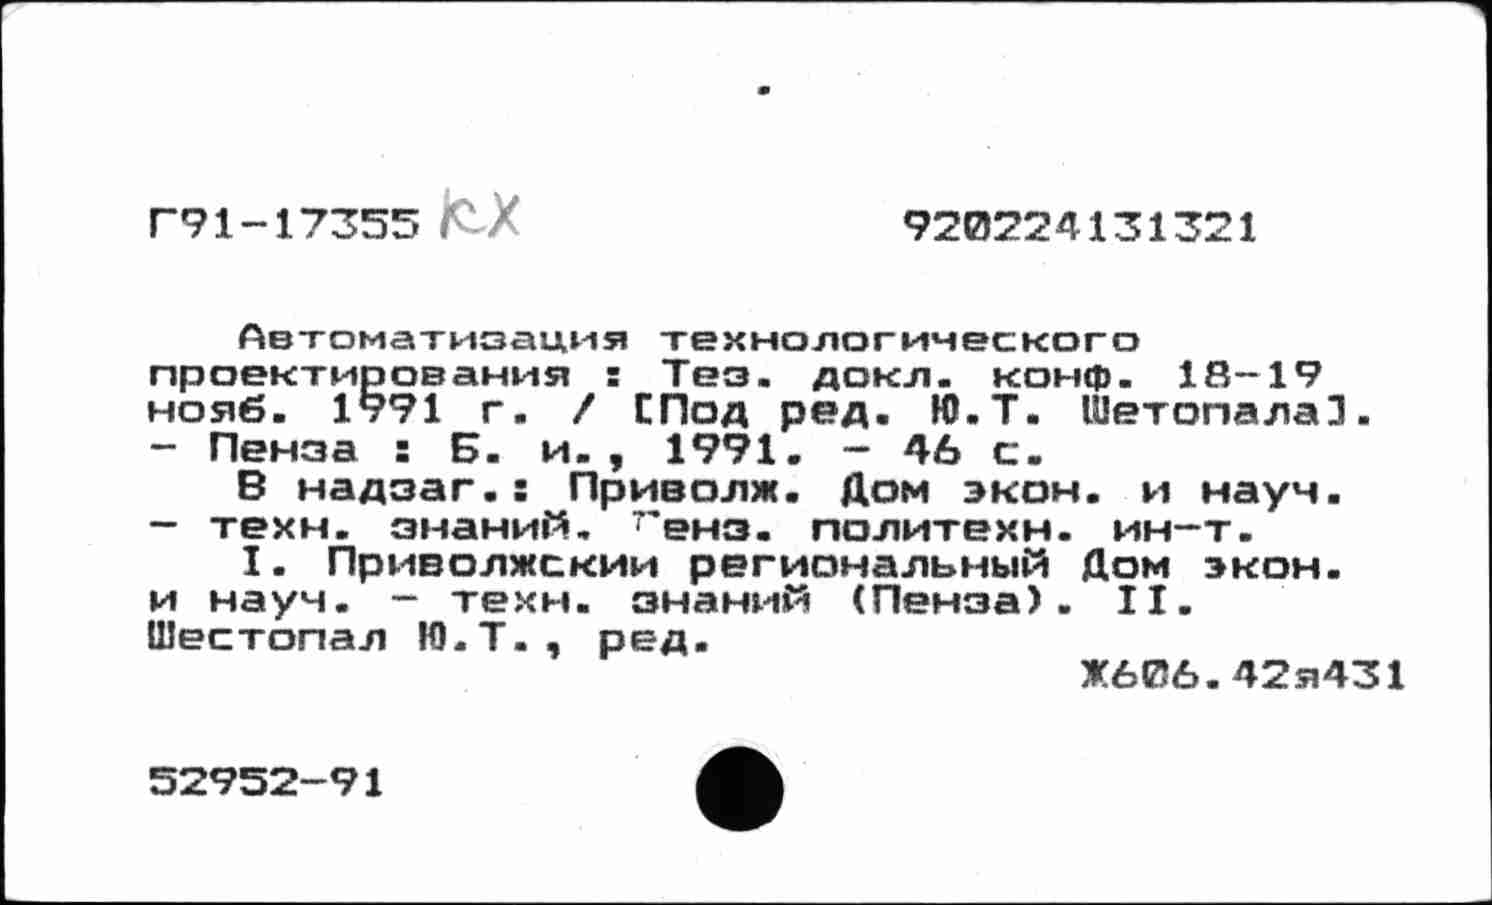 Г91-17355 КХ 920224131321
Автоматизация технологического
проектирования : Тез. докл. конф. 18-19
нояб. 1991 г. / [Под ред. Ю.Т. Шетопала].
- Пенза : Б. и., 1991. - 46 с.
В надзаг.: Приволж. Дом экон. и науч.
- техн. знаний. Пенз. политехн. ин-т.
I. Приволжскии региональный Дом экон.
и науч. - техн. знаний (Пенза). II.
Шестопал Ю.Т., ред.
Ж606.42я431
52952-91